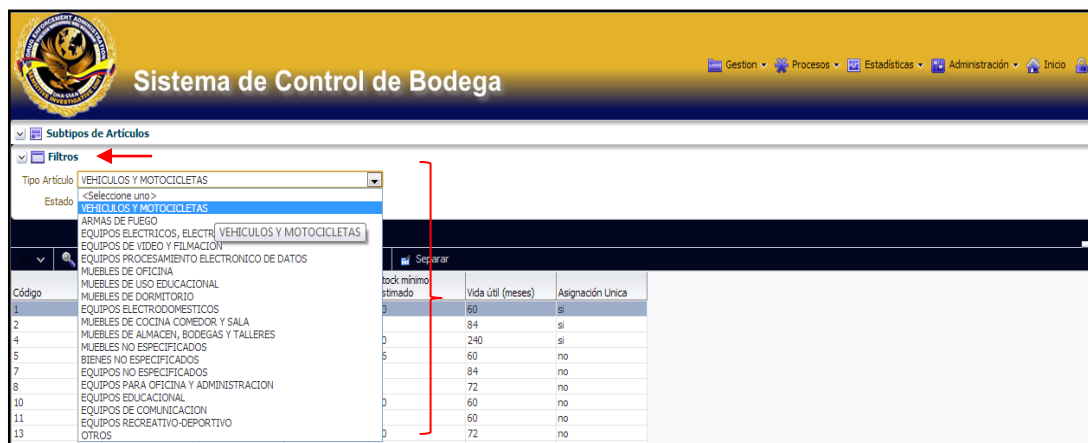 Sistema de Control de Bodega
Gestion Procesos Estadísticas Administración Inicio
Subtipos de Artículos
Filtros
Tipo Artículo VEHICULOS Y MOTOCICLETAS
Estado
<Seleccione uno>
VEHICULOS Y MOTOCICLETAS
ARMAS DE FUEGO
EQUIPOS ELECTRICOS,
VEHICULOS Y MOTOCICLETAS
EQUIPOS DE VIDEO Y FILMACION
EQUIPOS PROCESAMIENTO ELECTRONICO DE DATOS
MUEBLES DE OFICINA
MUEBLES DE USO EDUCACIONAL
MUEBLES DE DORMITORIO
EQUIPOS ELECTRODOMESTICOS
MUEBLES DE COCINA COMEDOR Y SALA
MUEBLES DE ALMACEN, BODEGAS Y TALLERES
MUEBLES NO ESPECIFICADOS
BIENES NO ESPECIFICADOS
EQUIPOS NO ESPECIFICADOS
EQUIPOS PARA OFICINA Y ADMINISTRACION
EQUIPOS EDUCACIONAL
EQUIPOS DE COMUNICACION
EQUIPOS RECREATIVO-DEPORTIVO
OTROS
Separar
Código mínimo Vida útil (meses) Asignación Unica
1 60 si
2 84 si
4 240 si
5 60 no
7 84 no
8 72 no
10 60 no
11 60 no
13 72 no